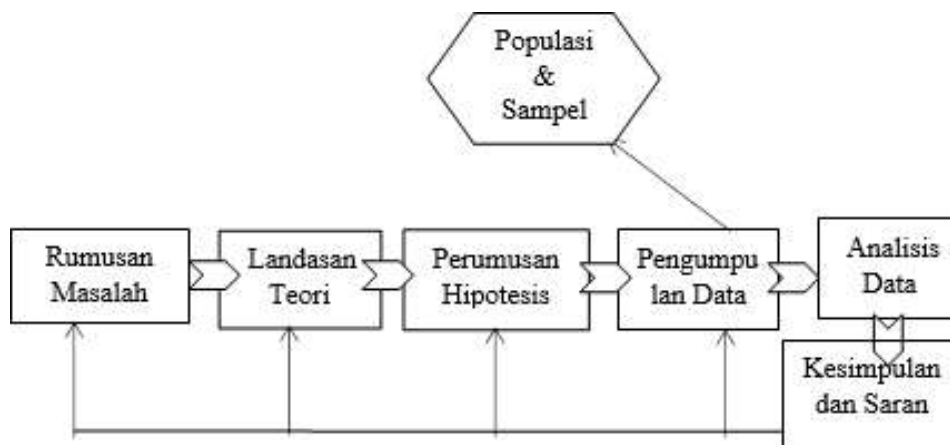 Populasi
&
Sampel
Rumusan
Masalah
Landasan
Teori
Perumusan
Hipotesis
Pengumpu
lan Data
Analisis
Data
Kesimpulan
dan Saran